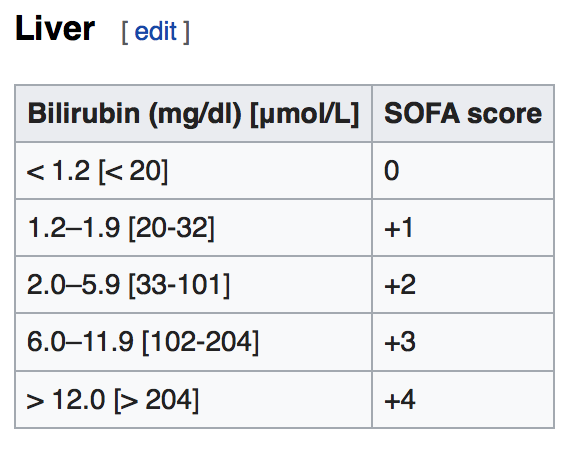 Liver [ edit ]
Bilirubin (mg/dl) [μmol/L] SOFA score
< 1.2 [< 20] 0
1.2–1.9 [20-32] +1
2.0–5.9 [33-101] +2
6.0–11.9 [102-204] +3
> 12.0 [> 204] +4